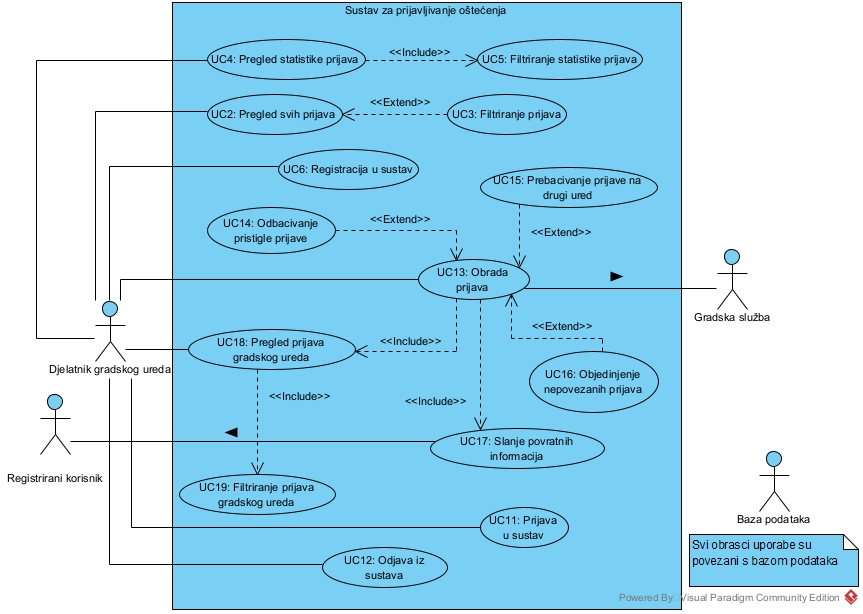 Sustav za prijavljivanje oštećenja
UC4: Pregled statistike prijava
<<Include>>
UC5: Filtriranje statistike prijava
UC2: Pregled svih prijava
<<Extend>>
UC3: Filtriranje prijava
UC6: Registracija u sustav
UC15: Prebacivanje prijave na
drugi ured
UC14: Odbacivanje
pristigle prijave
<<Extend>>
<<Extend>>
UC13: Obrada
prijava
Gradska služba
Djelatnik gradskog ureda
UC18: Pregled prijava
gradskog ureda
<<Include>>
<<Extend>>
UC16: Objedinjenje
nepovezanih prijava
<<Include>>
<<Include>>
Registrirani korisnik
UC17: Slanje povratnih
informacija
UC19: Filtriranje prijava
gradskog ureda
UC11: Prijava
u sustav
Baza podataka
UC12: Odjava iz
sustava
Svi obrasci uporabe su
povezani s bazom podataka
Powered By Visual Paradigm Community Edition